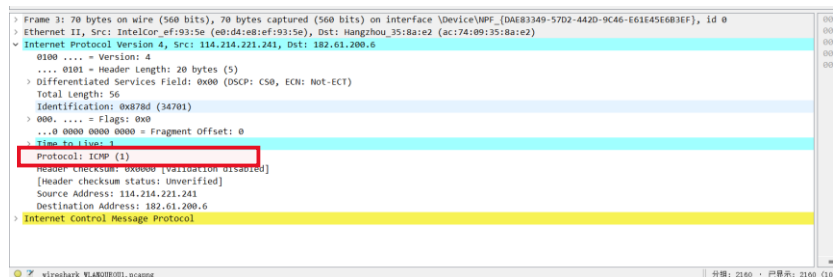 Frame 3: 70 bytes on wire (560 bits), 70 bytes captured (560 bits) on interface \Device\NPF_{DAE83349-57D2-442D-9C46-E61E45E6B3EF}, id 0
Ethernet II, Src: IntelCor_ef:93:5e (e0:d4:e8:ef:93:5e), Dst: Hangzhou_35:8a:e2 (ac:74:09:35:8a:e2)
Internet Protocol Version 4, Src: 114.214.221.241, Dst: 182.61.200.6
0100 .... = Version: 4
.... 0101 = Header Length: 20 bytes (5)
Differentiated Services Field: 0x00 (DSCP: CS0, ECN: Not-ECT)
Total Length: 56
Identification: 0x878d (34701)
000. .... = Flags: 0x0
...0 0000 0000 0000 = Fragment Offset: 0
Time to Live: 1
Protocol: ICMP (1)
Header Checksum: 0x0000 [validation disabled]
[Header checksum status: Unverified]
Source Address: 114.214.221.241
Destination Address: 182.61.200.6
Internet Control Message Protocol
分组: 2160 · 已显示: 2160 (10